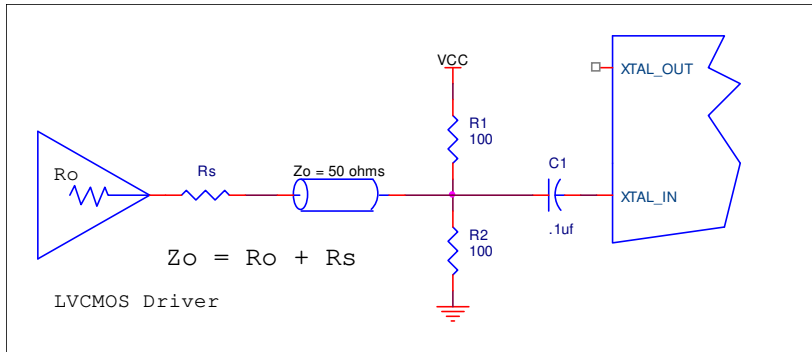 VCC
XTAL_OUT
R1
100
Ro
Rs
Zo = 50 ohms
C1
XTAL_IN
.1uf
R2
100
Zo = Ro + Rs
LVCMOS Driver